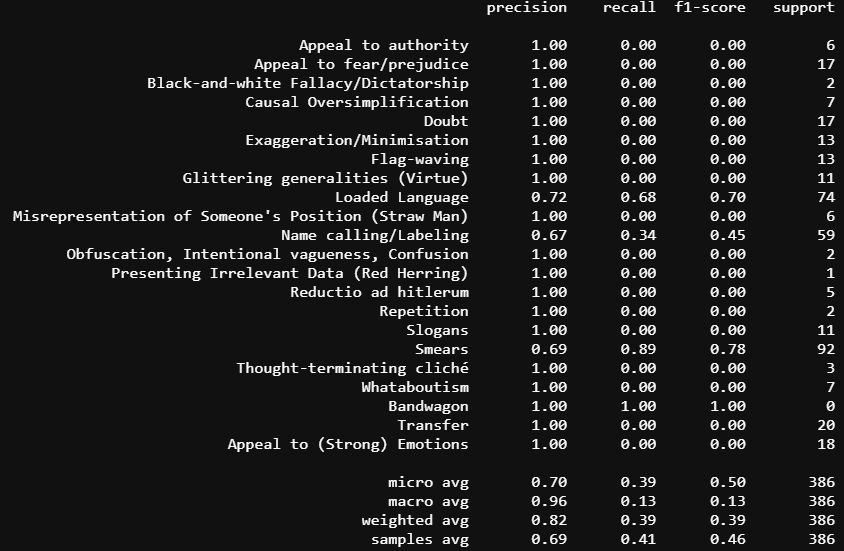 precision recall f1-score support
Appeal to authority 1.00 0.00 0.00 6
Appeal to fear/prejudice 1.00 0.00 0.00 17
Black-and-white Fallacy/Dictatorship 1.00 0.00 0.00 2
Causal Oversimplification 1.00 0.00 0.00 7
Doubt 1.00 0.00 0.00 17
Exaggeration/Minimisation 1.00 0.00 0.00 13
Flag-waving 1.00 0.00 0.00 13
Glittering generalities (Virtue) 1.00 0.00 0.00 11
Loaded Language 0.72 0.68 0.70 74
Misrepresentation of Someone's Position (Straw Man) 1.00 0.00 0.00 6
Name calling/Labeling 0.67 0.34 0.45 59
Obfuscation, Intentional vagueness, Confusion 1.00 0.00 0.00 2
Presenting Irrelevant Data (Red Herring) 1.00 0.00 0.00 1
Reductio ad hitlerum 1.00 0.00 0.00 5
Repetition 1.00 0.00 0.00 2
Slogans 1.00 0.00 0.00 11
Smears 0.69 0.89 0.78 92
Thought-terminating cliché 1.00 0.00 0.00 3
Whataboutism 1.00 0.00 0.00 7
Bandwagon 1.00 1.00 1.00 0
Transfer 1.00 0.00 0.00 20
Appeal to (Strong) Emotions 1.00 0.00 0.00 18
micro avg 0.70 0.39 0.50 386
macro avg 0.96 0.13 0.13 386
weighted avg 0.82 0.39 0.39 386
samples avg 0.69 0.41 0.46 386